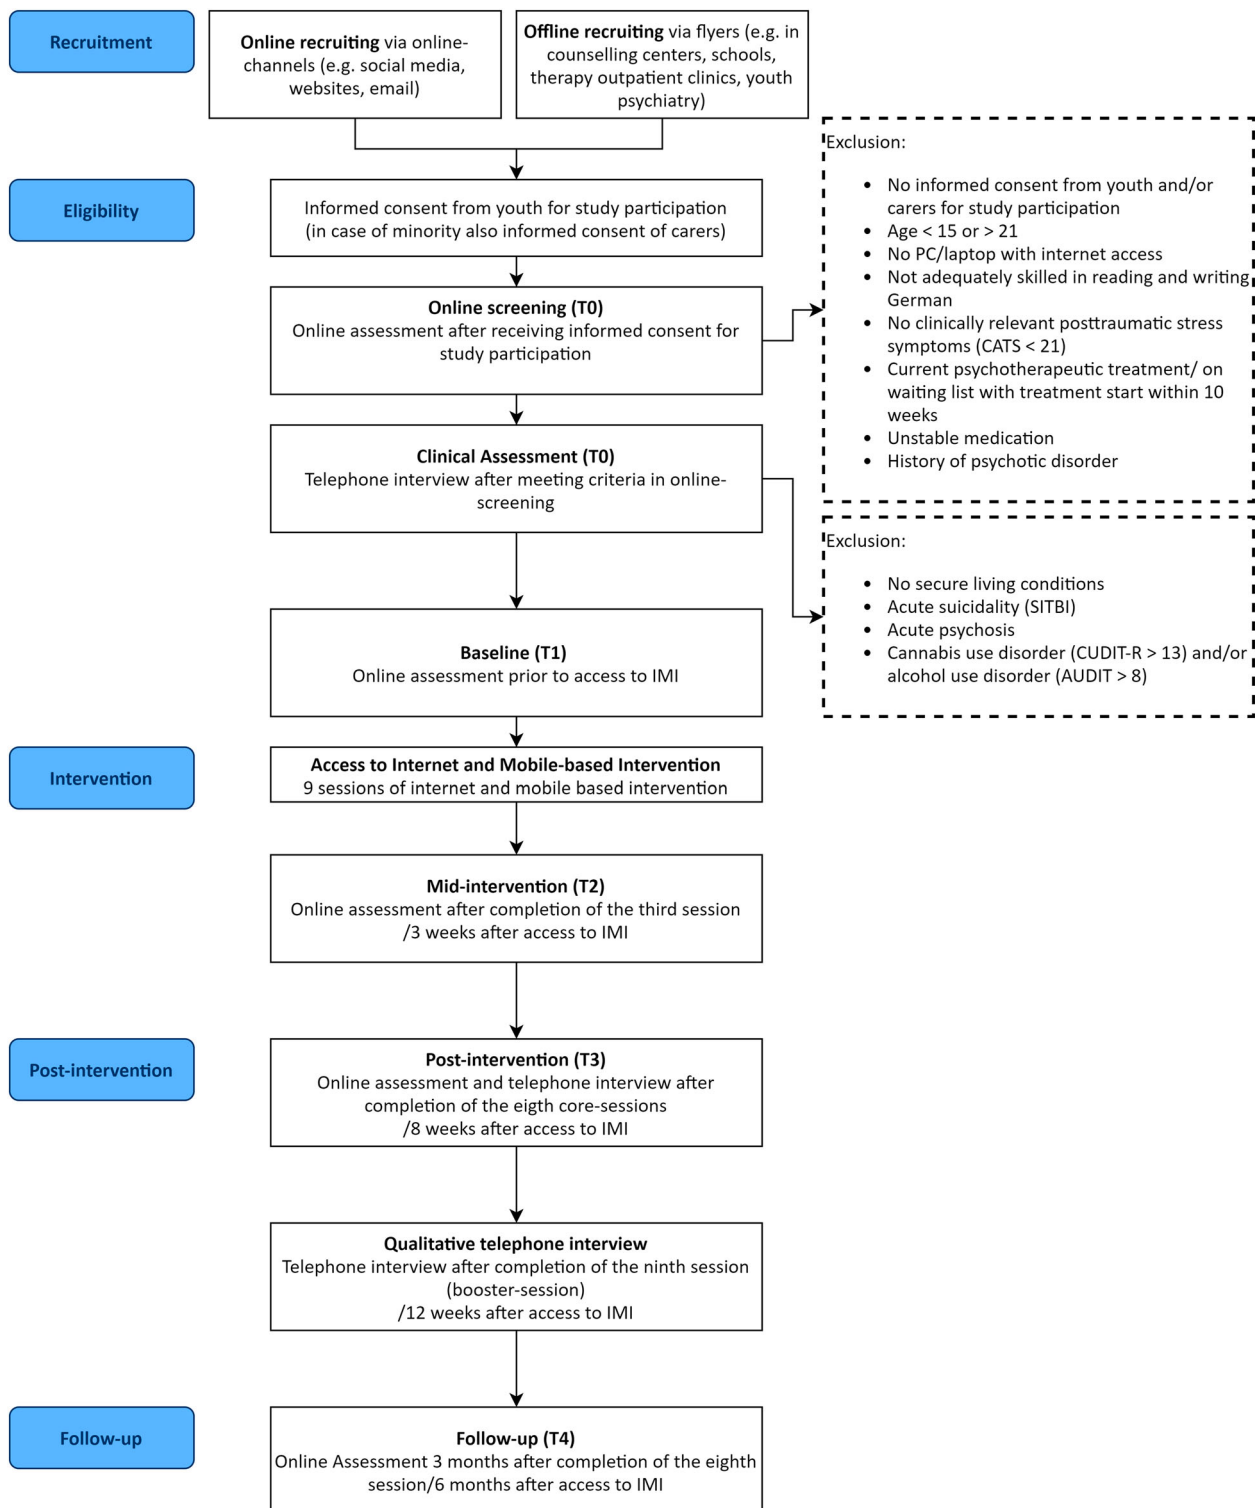 Recruitment
Online recruiting via online-
channels (e.g. social media,
websites, email)
Offline recruiting via flyers (e.g. in
counselling centers, schools,
therapy outpatient clinics, youth
psychiatry)
Eligibility
Informed consent from youth for study participation
(in case of minority also informed consent of carers)
Online screening (T0)
Online assessment after receiving informed consent for
study participation
Exclusion:
• No informed consent from youth and/or
carers for study participation
• Age < 15 or > 21
• No PC/laptop with internet access
• Not adequately skilled in reading and writing
German
• No clinically relevant posttraumatic stress
symptoms (CATS < 21)
• Current psychotherapeutic treatment/ on
waiting list with treatment start within 10
weeks
• Unstable medication
• History of psychotic disorder
Clinical Assessment (T0)
Telephone interview after meeting criteria in online-
screening
Exclusion:
• No secure living conditions
• Acute suicidality (SITBI)
• Acute psychosis
• Cannabis use disorder (CUDIT-R > 13) and/or
alcohol use disorder (AUDIT > 8)
Baseline (T1)
Online assessment prior to access to IMI
Intervention
Access to Internet and Mobile-based Intervention
9 sessions of internet and mobile based intervention
Mid-intervention (T2)
Online assessment after completion of the third session
/3 weeks after access to IMI
Post-intervention
Post-intervention (T3)
Online assessment and telephone interview after
completion of the eigth core-sessions
/8 weeks after access to IMI
Qualitative telephone interview
Telephone interview after completion of the ninth session
(booster-session)
/12 weeks after access to IMI
Follow-up
Follow-up (T4)
Online Assessment 3 months after completion of the eighth
session/6 months after access to IMI